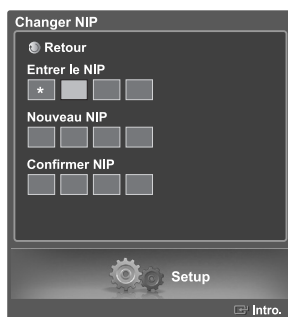 Changer NIP
Retour
Entrer le NIP
*
Nouveau NIP
Confirmer NIP
Setup
Intro.